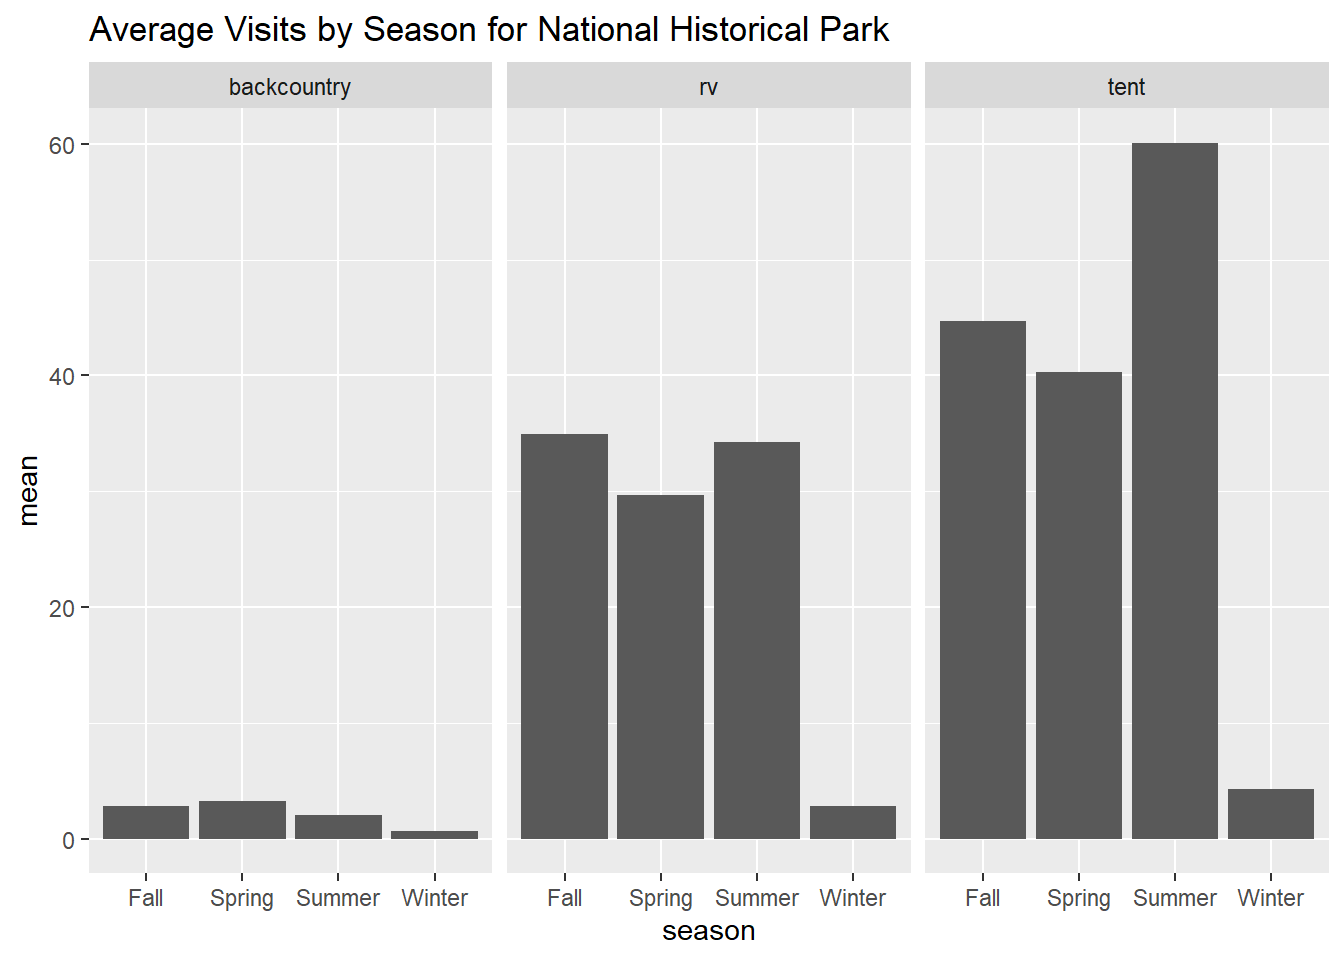 Average Visits by Season for National Historical Park
backcountry rv tent
60
40
20
0
mean
Fall Spring Summer Winter Fall Spring Summer Winter Fall Spring Summer Winter
season